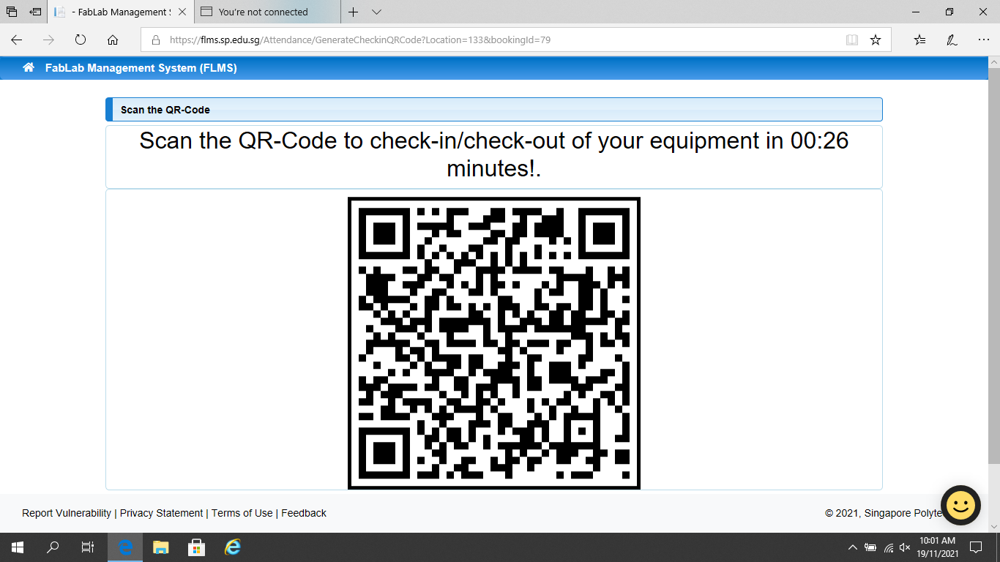 - FabLab Management S
You're not connected
https://flms.sp.edu.sg/Attendance/GenerateCheckinQRCode?Location=133&bookingId=79
FabLab Management System (FLMS)
Scan the QR-Code
Scan the QR-Code to check-in/check-out of your equipment in 00:26
minutes!.
Report Vulnerability | Privacy Statement | Terms of Use | Feedback
© 2021, Singapore Polyte
10:01 AM
19/11/2021